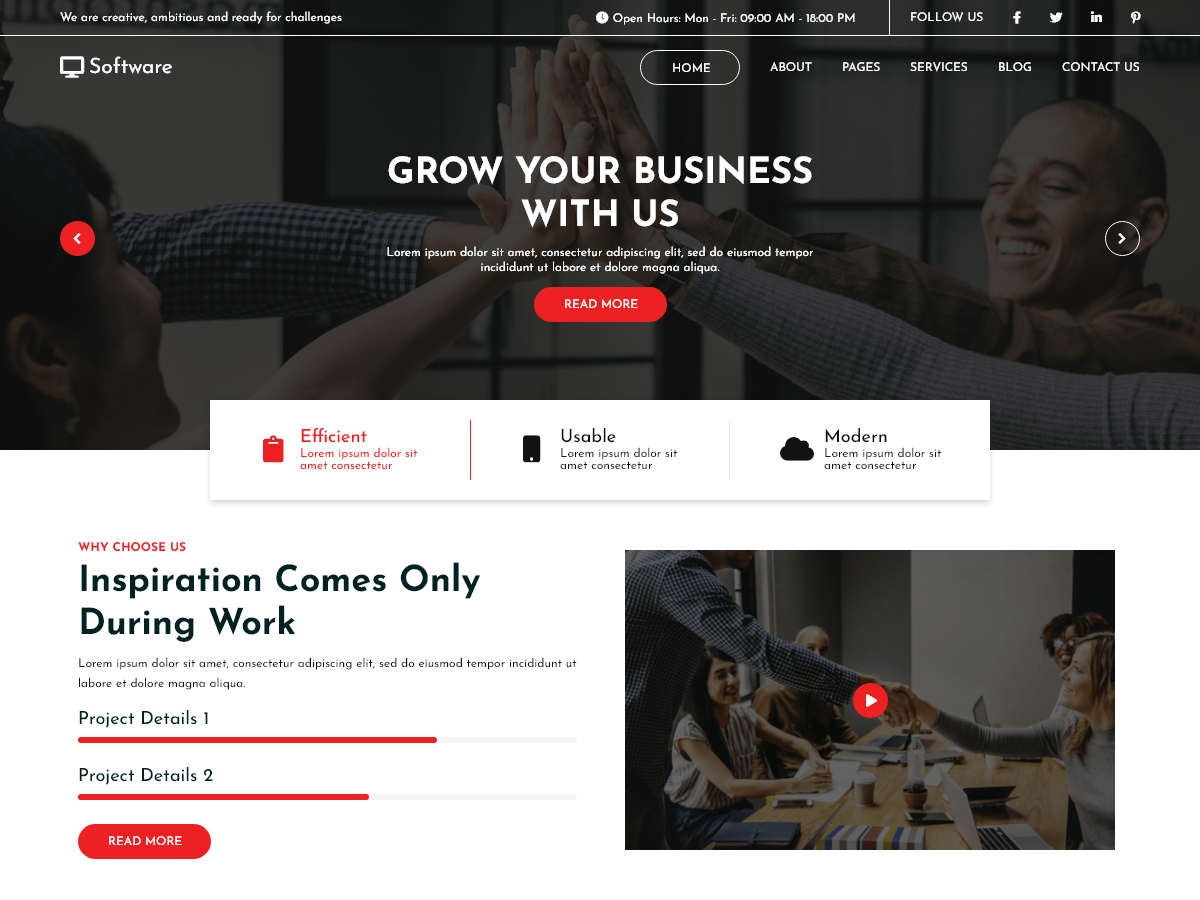 We are creative, ambitious and ready for challenges
Open Hours: Mon - Fri: 09:00 AM - 18:00 PM
FOLLOW US
Software
HOME
ABOUT
PAGES
SERVICES
BLOG
CONTACT US
GROW YOUR BUSINESS
WITH US
Lorem ipsum dolor sit amet, consectetur adipiscing elit, sed do eiusmod tempor
incididunt ut labore et dolore magna aliqua.
READ MORE
Efficient
Lorem ipsum dolor sit
amet consectetur
Usable
Lorem ipsum dolor sit
amet consectetur
Modern
Lorem ipsum dolor sit
amet consectetur
WHY CHOOSE US
Inspiration Comes Only
During Work
Lorem ipsum dolor sit amet, consectetur adipiscing elit, sed do eiusmod tempor incididunt ut
labore et dolore magna aliqua.
Project Details 1
Project Details 2
READ MORE